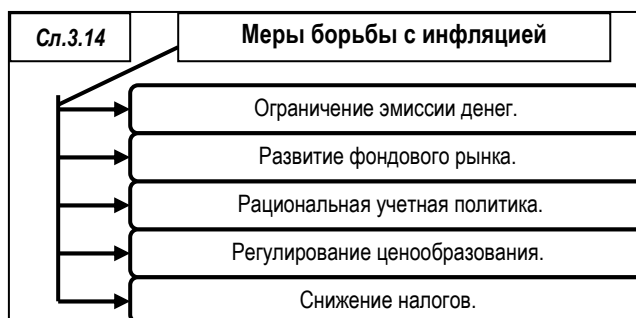 Сл.3.14
Меры борьбы с инфляцией
Ограничение эмиссии денег.
Развитие фондового рынка.
Рациональная учетная политика.
Регулирование ценообразования.
Снижение налогов.